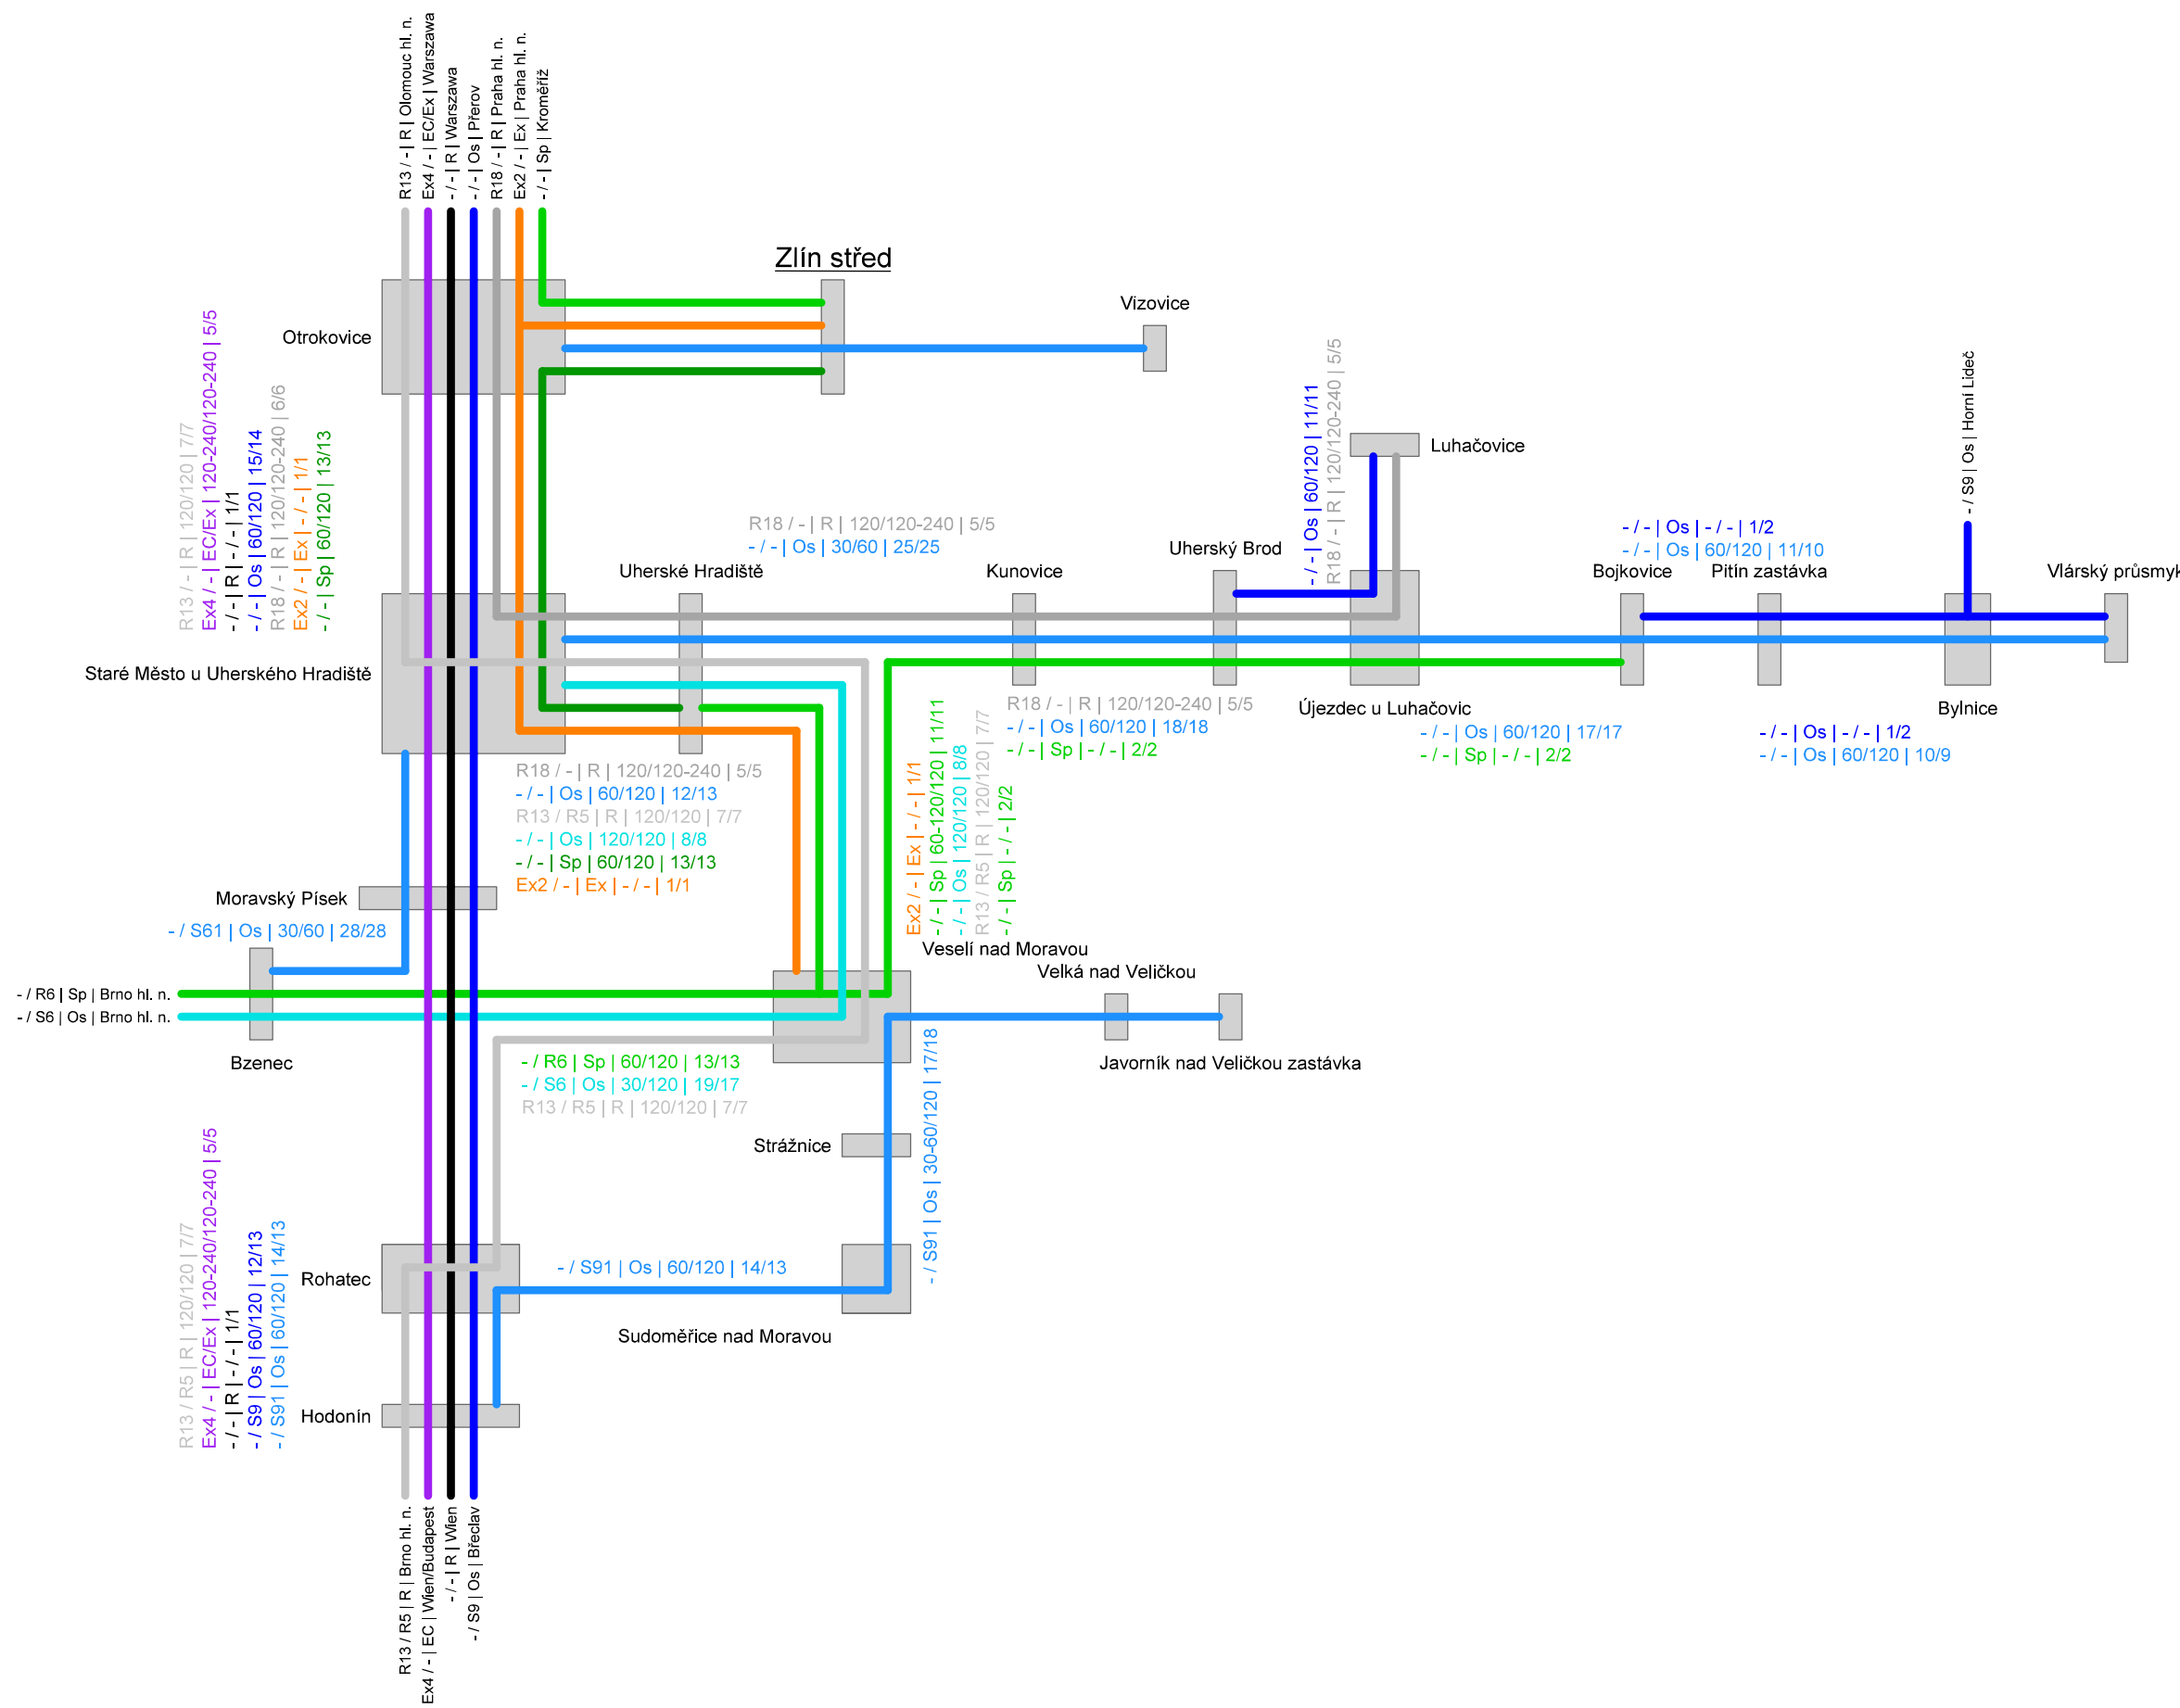 R13 / - | R | Olomouc hl. n.
Ex4 / - | EC/Ex | Warszawa
- / - | R | Warszawa
- / - | Os | Přerov
R18 / - | R | Praha hl. n.
Ex2 / - | Ex | Praha hl. n.
- / - | Sp | Kroměříž
Zlín střed
Vizovice
Otrokovice
R13 / - | R | 120/120 | 7/7
Ex4 / - | EC/Ex | 120-240/120-240 | 5/5
- / - | R | - / - | 1/1
- / - | Os | 60/120 | 15/14
R18 / - | R | 120/120-240 | 6/6
Ex2 / - | Ex | - / - | 1/1
- / - | Sp | 60/120 | 13/13
- / - | Os | 60/120 | 11/11
R18 / - | R | 120/120-240 | 5/5
Luhačovice
- / S9 | Os | Horní Lideč
R18 / - | R | 120/120-240 | 5/5
- / - | Os | 30/60 | 25/25
- / - | Os | - / - | 1/2
- / - | Os | 60/120 | 11/10
Uherské Hradiště
Kunovice
Uherský Brod
Bojkovice
Pitín zastávka
Vlárský průsmyk
Staré Město u Uherského Hradiště
Újezdec u Luhačovic
Bylnice
R18 / - | R | 120/120-240 | 5/5
- / - | Os | 60/120 | 18/18
- / - | Sp | - / - | 2/2
- / - | Os | 60/120 | 17/17
- / - | Sp | - / - | 2/2
- / - | Os | - / - | 1/2
- / - | Os | 60/120 | 10/9
R18 / - | R | 120/120-240 | 5/5
- / - | Os | 60/120 | 12/13
R13 / R5 | R | 120/120 | 7/7
- / - | Os | 120/120 | 8/8
- / - | Sp | 60/120 | 13/13
Ex2 / - | Ex | - / - | 1/1
Ex2 / - | Ex | - / - | 1/1
- / - | Sp | 60-120/120 | 11/11
- / - | Os | 120/120 | 8/8
R13 / R5 | R | 120/120 | 7/7
- / - | Sp | - / - | 2/2
Moravský Písek
- / S61 | Os | 30/60 | 28/28
Veselí nad Moravou
Velká nad Veličkou
- / R6 | Sp | Brno hl. n.
- / S6 | Os | Brno hl. n.
Bzenec
Javorník nad Veličkou zastávka
- / R6 | Sp | 60/120 | 13/13
- / S6 | Os | 30/120 | 19/17
R13 / R5 | R | 120/120 | 7/7
- / S91 | Os | 30-60/120 | 17/18
Strážnice
R13 / R5 | R | 120/120 | 7/7
Ex4 / - | EC/Ex | 120-240/120-240 | 5/5
- / - | R | - / - | 1/1
- / S9 | Os | 60/120 | 12/13
- / S91 | Os | 60/120 | 14/13
Rohatec
- / S91 | Os | 60/120 | 14/13
Sudoměřice nad Moravou
Hodonín
R13 / R5 | R | Brno hl. n.
Ex4 / - | EC | Wien/Budapest
- / - | R | Wien
- / S9 | Os | Břeclav